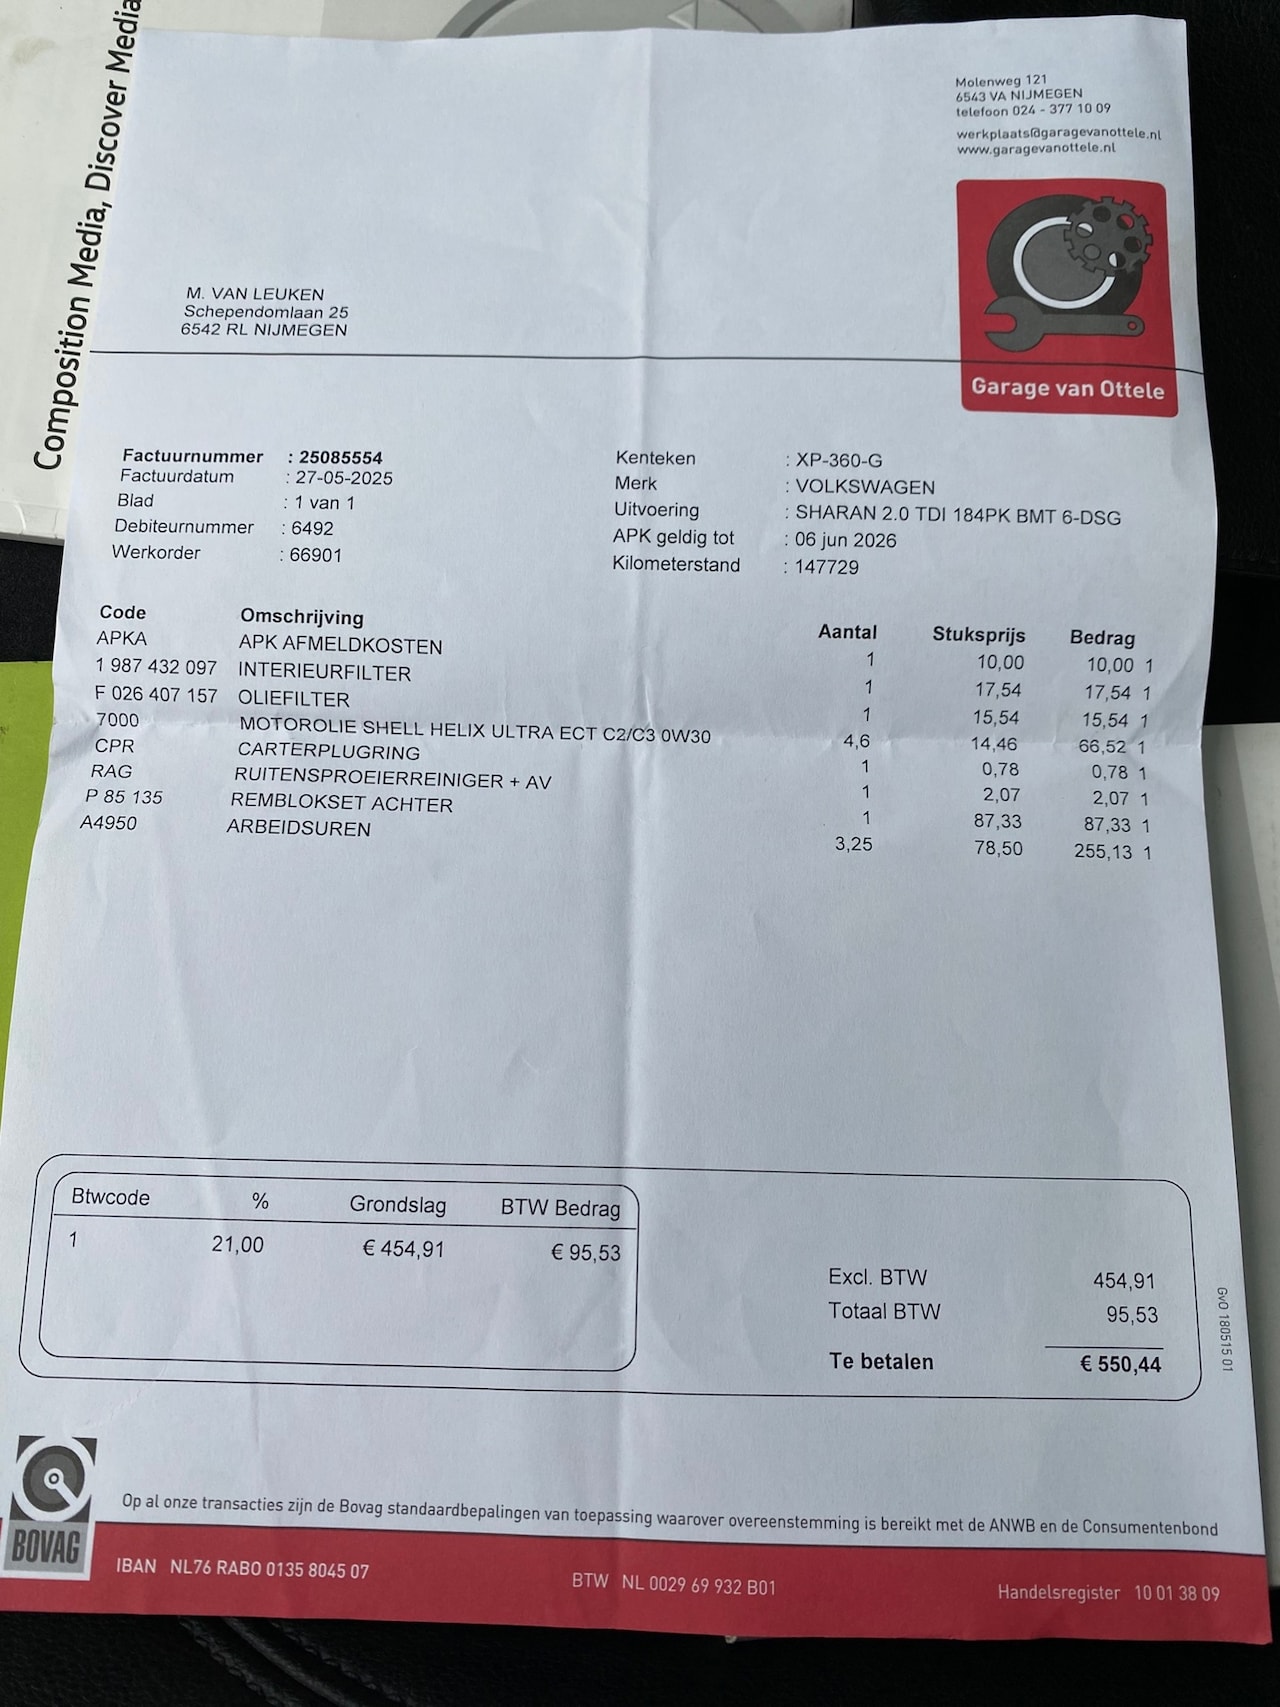 Composition Media, Discover Media
Molenweg 121
6543 VA NIJMEGEN
telefoon 024 - 377 10 09
werkplaats@garagevanottele.nl
www.garagevanottele.nl
Garage van Ottele
M. VAN LEUKEN
Schependomlaan 25
6542 RL NIJMEGEN
Factuurnummer : 25085554
Factuurdatum : 27-05-2025
Blad : 1 van 1
Debiteurnummer : 6492
Werkorder : 66901
Kenteken : XP-360-G
Merk : VOLKSWAGEN
Uitvoering : SHARAN 2.0 TDI 184PK BMT 6-DSG
APK geldig tot : 06 jun 2026
Kilometerstand : 147729
Code Omschrijving Aantal Stuksprijs Bedrag
APKA APK AFMELDKOSTEN 1 10,00 10,00 1
1 987 432 097 INTERIEURFILTER 1 17,54 17,54 1
F 026 407 157 OLIEFILTER 1 15,54 15,54 1
7000 MOTOROLIE SHELL HELIX ULTRA ECT C2/C3 0W30 4,6 14,46 66,52 1
CPR CARTERPLUGRING 1 0,78 0,78 1
RAG RUITENSPROEIERREINIGER + AV 1 2,07 2,07 1
P 85 135 REMBLOKSET ACHTER 1 87,33 87,33 1
A4950 ARBEIDSUREN 3,25 78,50 255,13 1
Btwcode % Grondslag BTW Bedrag
1 21,00 € 454,91 € 95,53
Excl. BTW 454,91
Totaal BTW 95,53
Te betalen € 550,44
GvO 180515 01
BOVAG
Op al onze transacties zijn de Bovag standaardbepalingen van toepassing waarover overeenstemming is bereikt met de ANWB en de Consumentenbond
IBAN NL76 RABO 0135 8045 07
BTW NL 0029 69 932 B01
Handelsregister 10 01 38 09